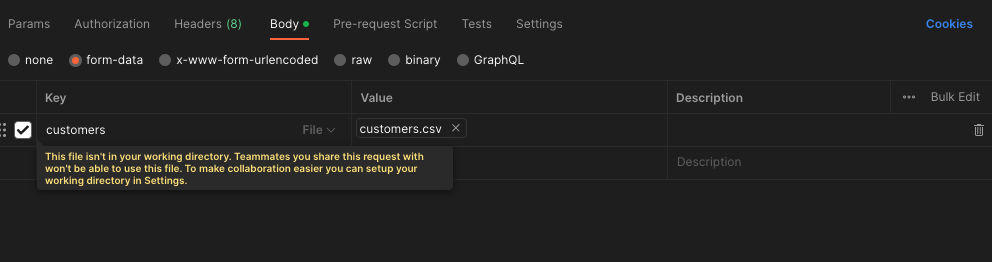 Params Authorization Headers (8) Body Pre-request Script Tests Settings Cookies
none form-data x-www-form-urlencoded raw binary GraphQL
Key Value Description ••• Bulk Edit
customers File customers.csv
This file isn't in your working directory. Teammates you share this request with
won't be able to use this file. To make collaboration easier you can setup your
working directory in Settings.
Description